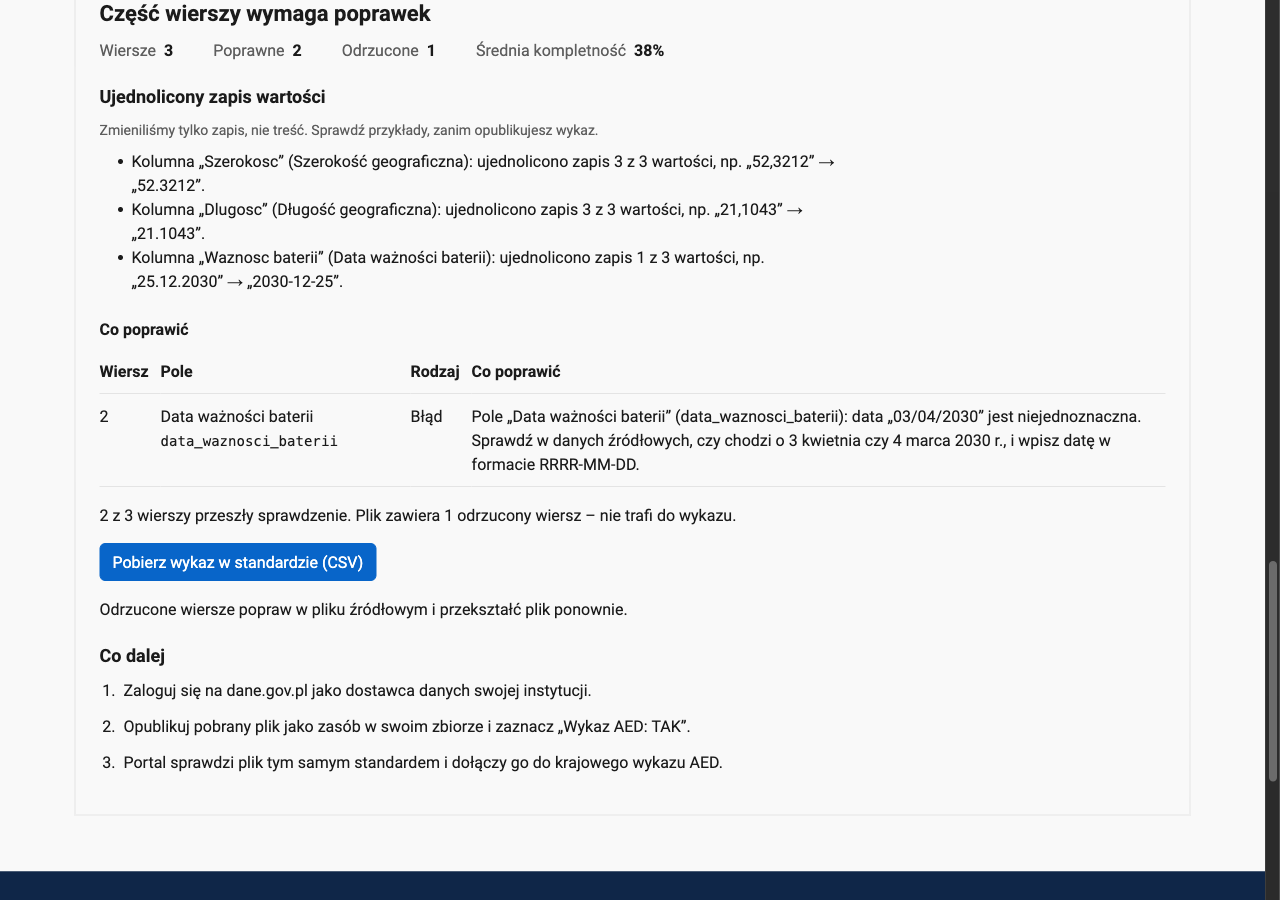 Część wierszy wymaga poprawek
Wiersze 3 Poprawne 2 Odrzucone 1 Średnia kompletność 38%
Ujednolicony zapis wartości
Zmieniliśmy tylko zapis, nie treść. Sprawdź przykłady, zanim opublikujesz wykaz.
• Kolumna „Szerokosc” (Szerokość geograficzna): ujednolicono zapis 3 z 3 wartości, np. „52,3212” →
„52.3212”.
• Kolumna „Dlugosc” (Długość geograficzna): ujednolicono zapis 3 z 3 wartości, np. „21,1043” →
„21.1043”.
• Kolumna „Waznosc baterii” (Data ważności baterii): ujednolicono zapis 1 z 3 wartości, np.
„25.12.2030” → „2030-12-25”.
Co poprawić
Wiersz Pole Rodzaj Co poprawić
2 Data ważności baterii Błąd Pole „Data ważności baterii” (data_waznosci_baterii): data „03/04/2030” jest niejednoznaczna.
data_waznosci_baterii Sprawdź w danych źródłowych, czy chodzi o 3 kwietnia czy 4 marca 2030 r., i wpisz datę w
formacie RRRR-MM-DD.
2 z 3 wierszy przeszły sprawdzenie. Plik zawiera 1 odrzucony wiersz – nie trafi do wykazu.
Pobierz wykaz w standardzie (CSV)
Odrzucone wiersze popraw w pliku źródłowym i przekształć plik ponownie.
Co dalej
1. Zaloguj się na dane.gov.pl jako dostawca danych swojej instytucji.
2. Opublikuj pobrany plik jako zasób w swoim zbiorze i zaznacz „Wykaz AED: TAK”.
3. Portal sprawdzi plik tym samym standardem i dołączy go do krajowego wykazu AED.